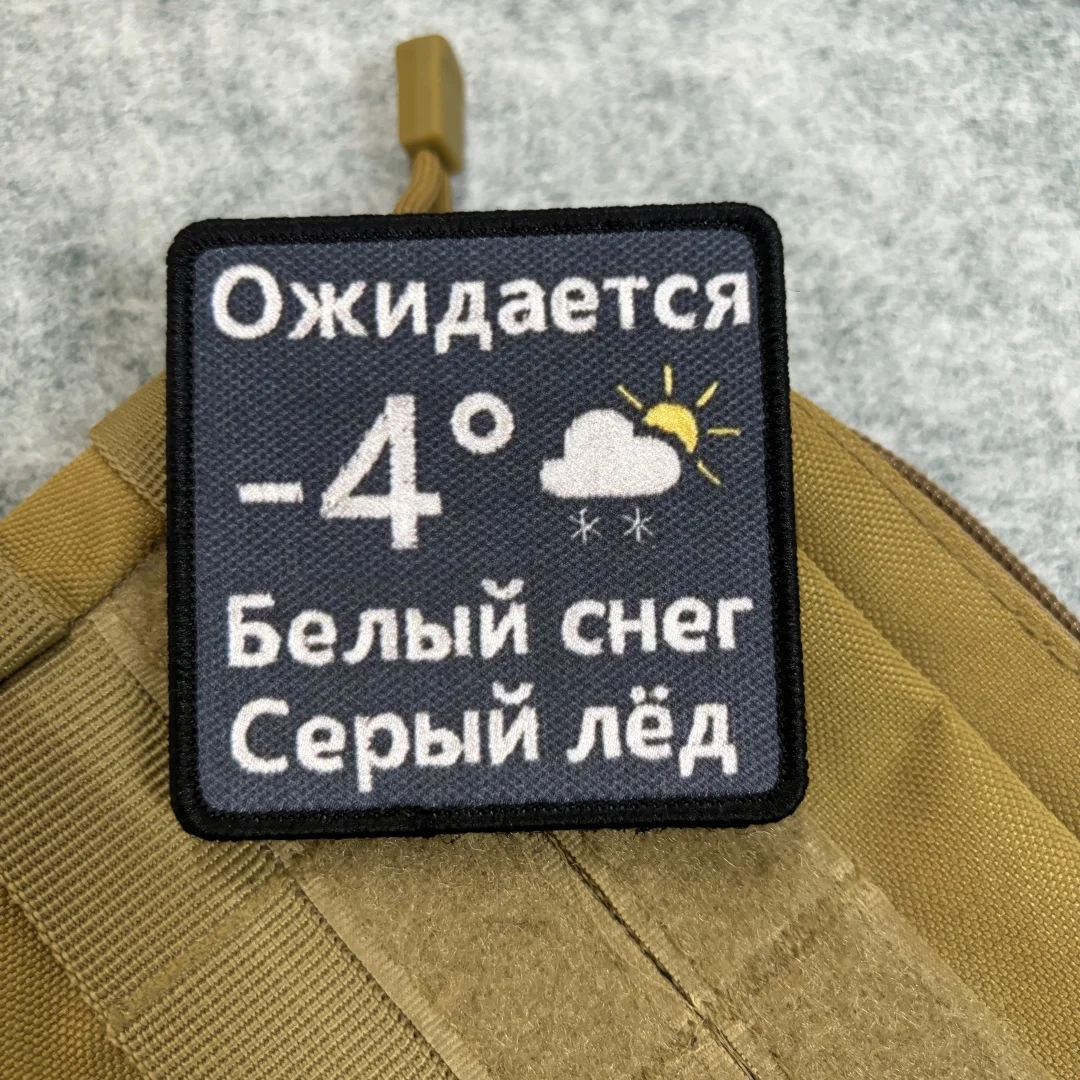 Ожидается
-4°
Белый снег
Серый лёд